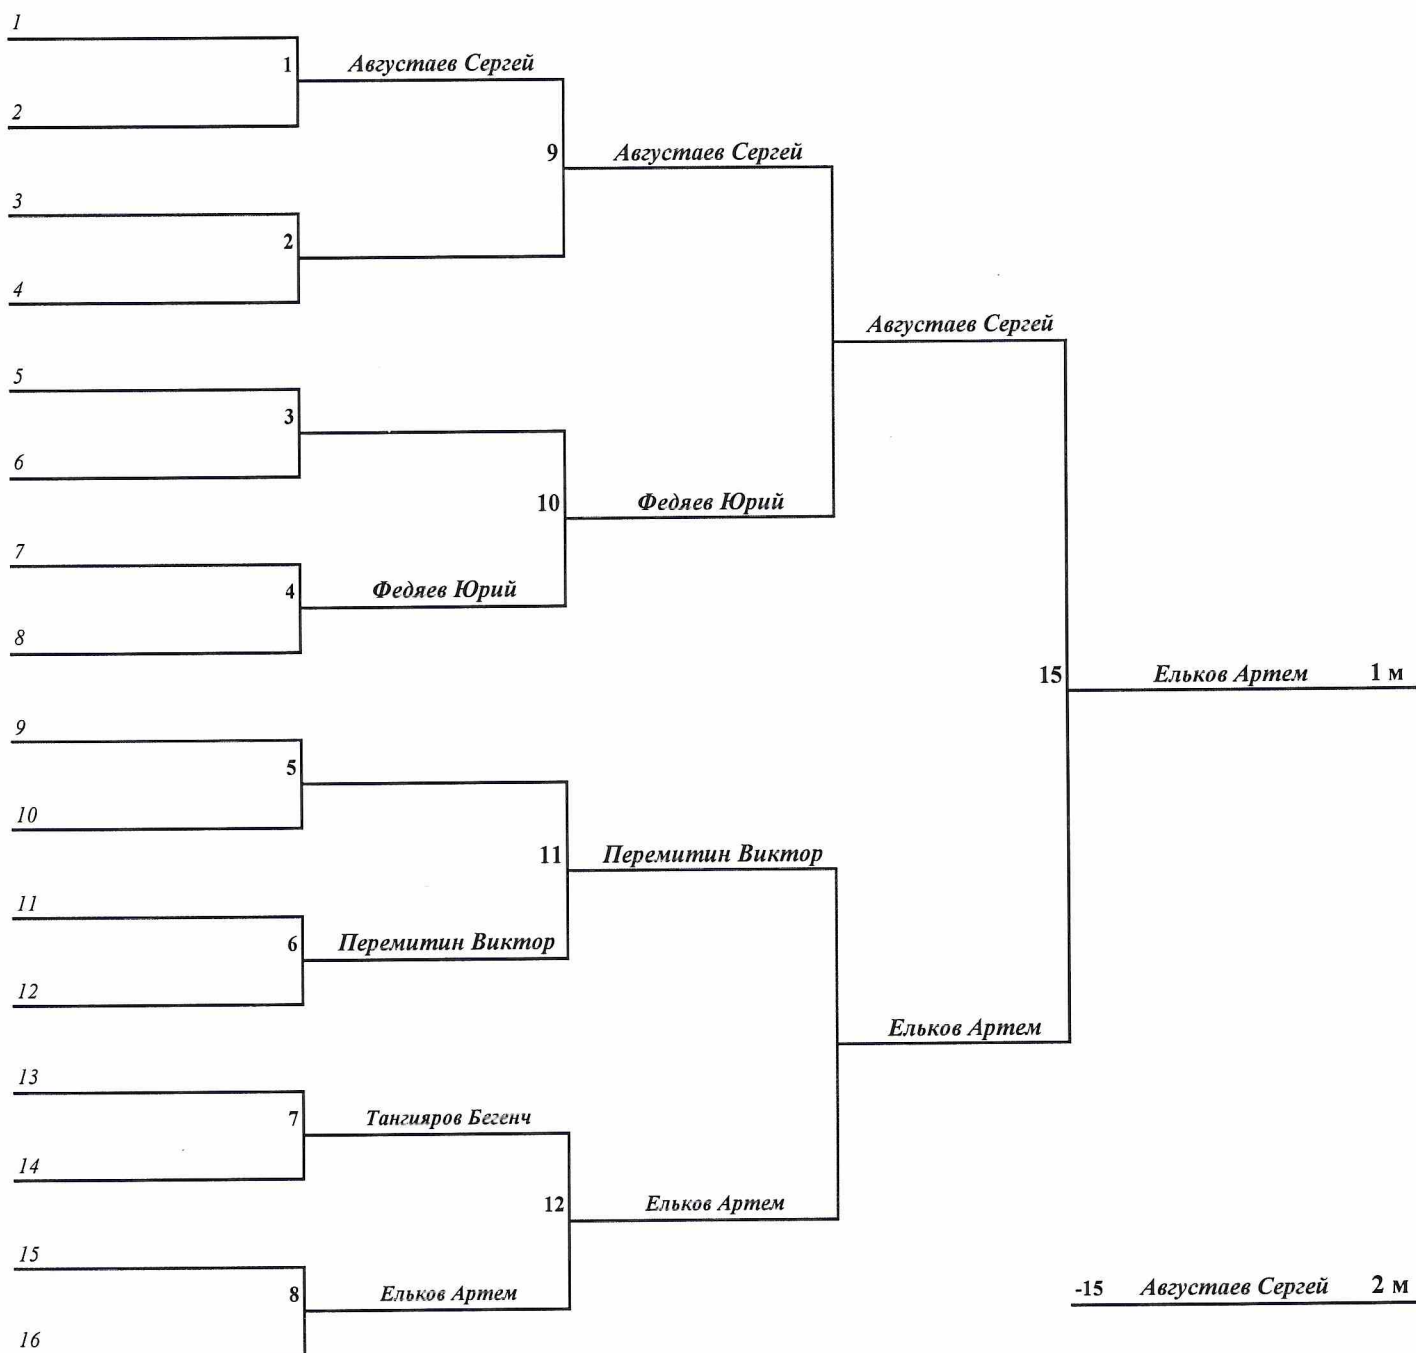 1
1 Августаев Сергей
2
9 Августаев Сергей
3
2
4
Августаев Сергей
5
3
6
10 Федяев Юрий
7
4 Федяев Юрий
8
15 Ельков Артем 1 м
9
5
10
11 Перемитин Виктор
11
6 Перемитин Виктор
12
Ельков Артем
13
7 Тангияров Бегенч
14
12 Ельков Артем
15
8 Ельков Артем
-15 Августаев Сергей 2 м
16